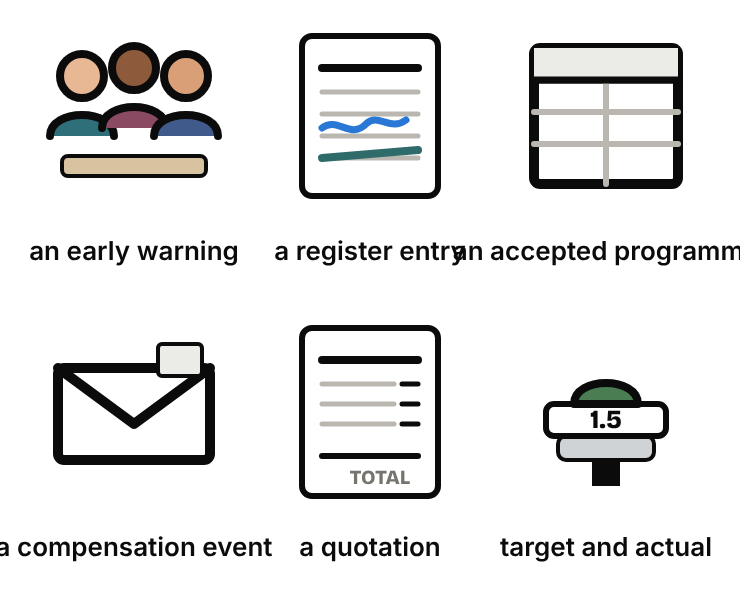 an early warning
a register entry
an accepted programm
a compensation event
TOTAL
a quotation
1.5
target and actual